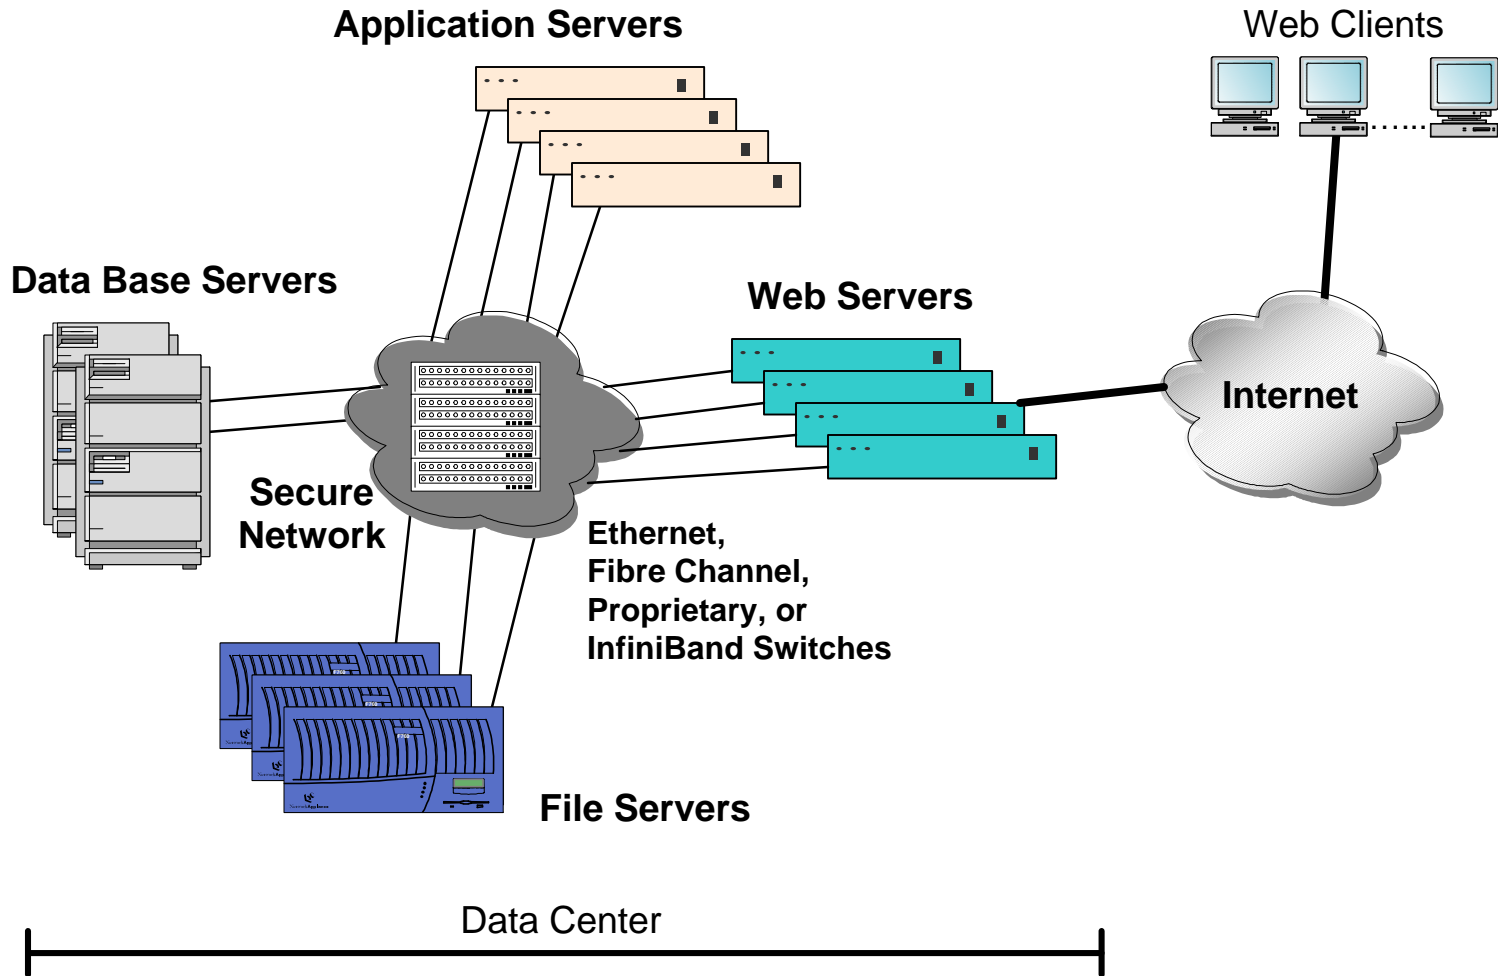 Application Servers
Web Clients
Data Base Servers
Web Servers
Internet
Secure
Network
Ethernet,
Fibre Channel,
Proprietary, or
InfiniBand Switches
File Servers
Data Center